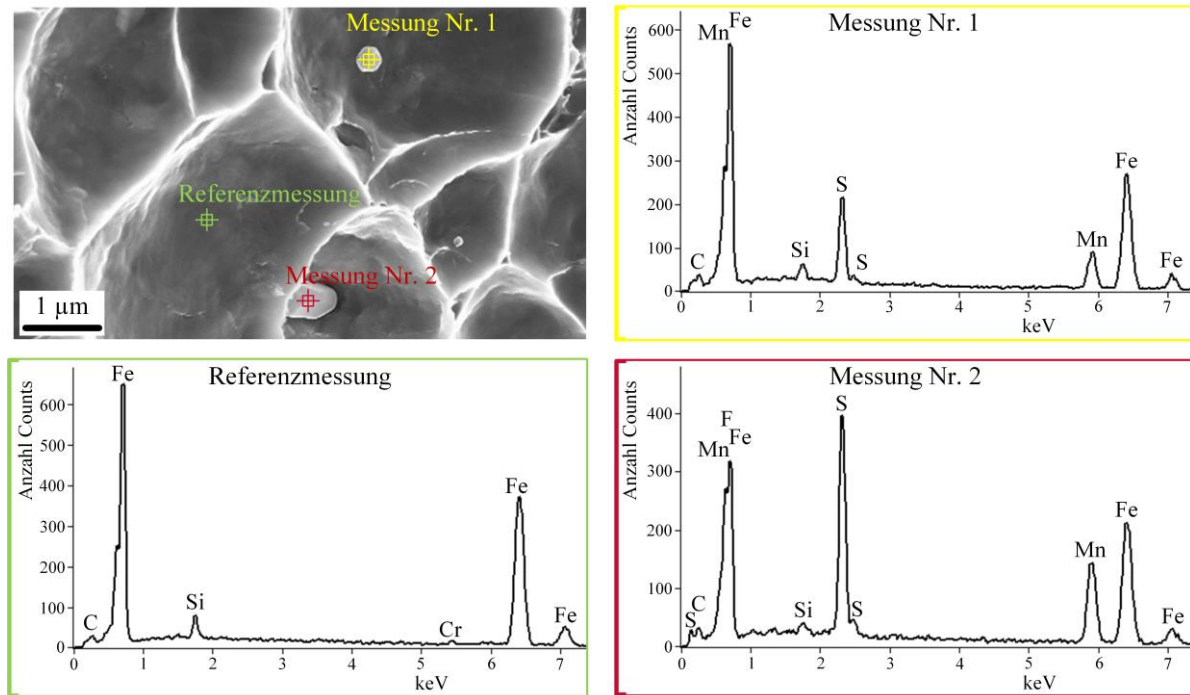 Messung Nr. 1
Referenzmessung
Messung Nr. 2
1 µm
Messung Nr. 1
Anzahl Counts
600
500
300
200
100
0
Mn Fe
C
Si
S
S
Mn
Fe
Fe
0 1 2 3 4 5 6 7
keV
Referenzmessung
Anzahl Counts
600
500
400
300
200
100
0
Fe
C
Si
Cr
Fe
Fe
0 1 2 3 4 5 6 7
keV
Messung Nr. 2
Anzahl Counts
400
300
200
100
0
F
Mn Fe
S
S
C
Si
S
Mn
Fe
Fe
0 1 2 3 4 5 6 7
keV